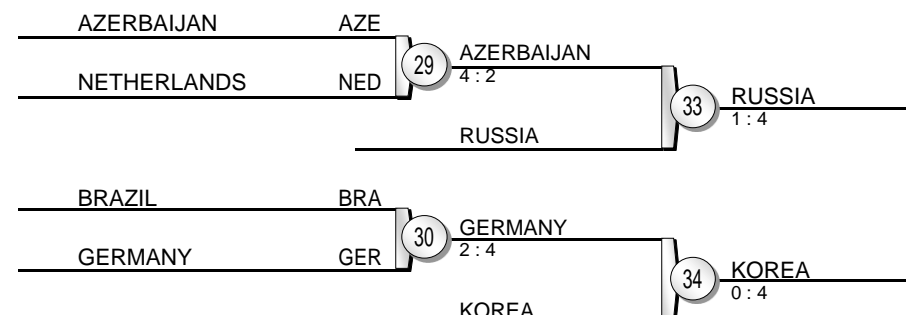 AZERBAIJAN AZE
29
AZERBAIJAN
4 : 2
NETHERLANDS NED
33
RUSSIA
1 : 4
RUSSIA
BRAZIL BRA
30
GERMANY
2 : 4
GERMANY GER
34
KOREA
0 : 4
KOREA